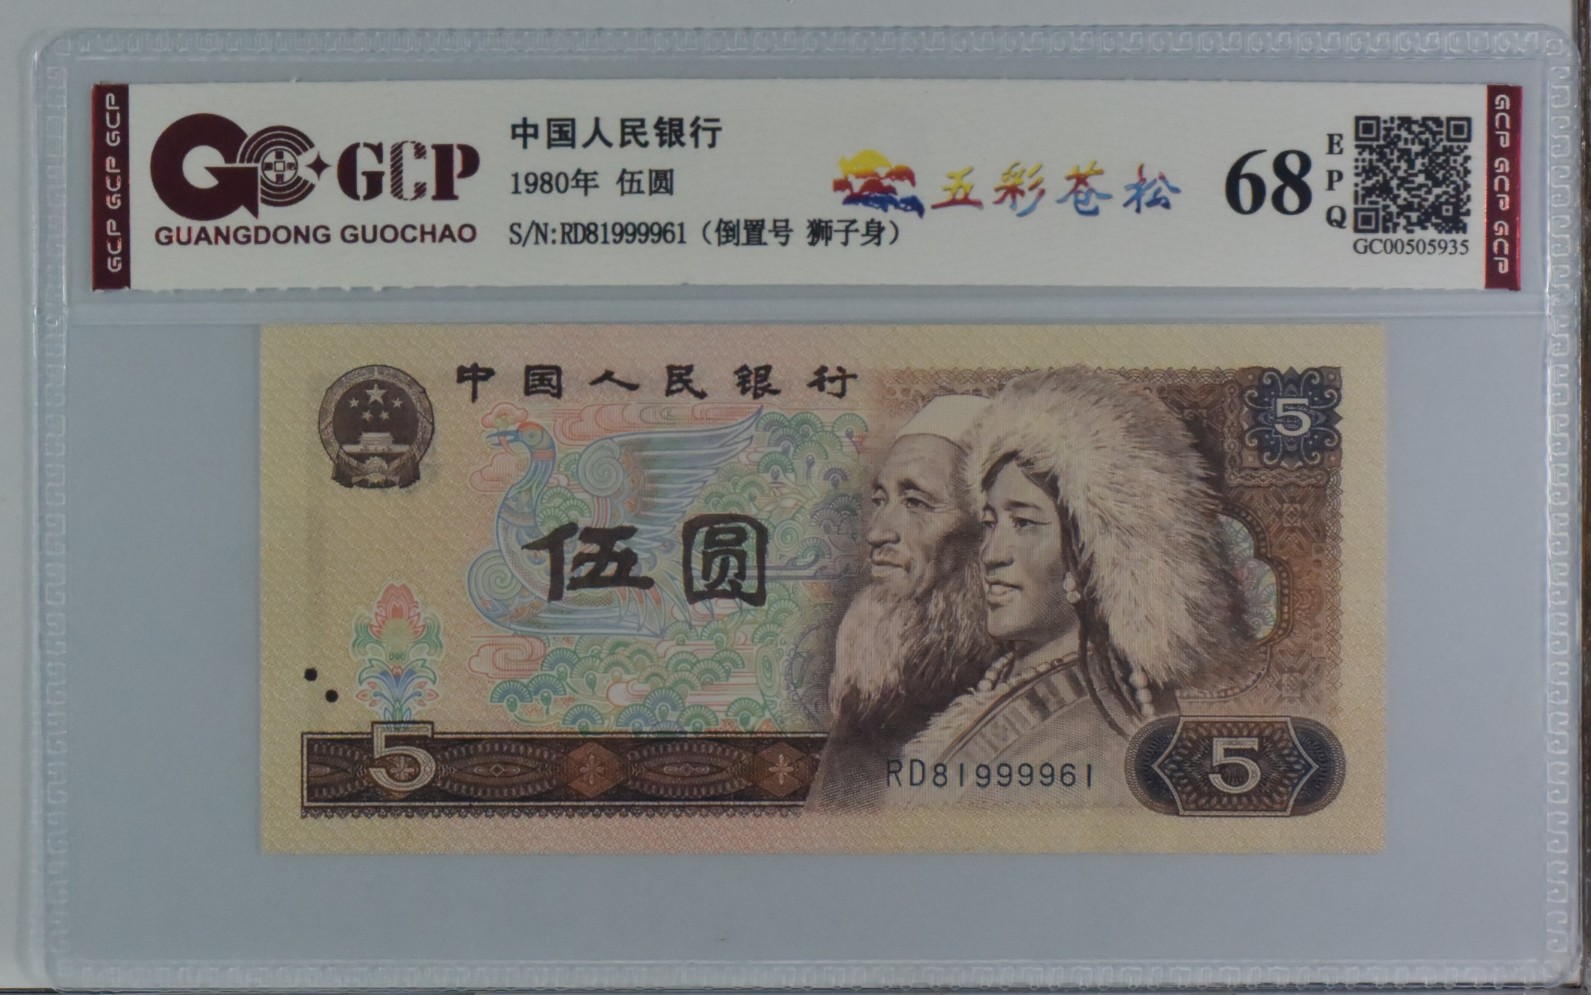 GCP GCP GCP
GCP
GUANGDONG GUOCHAO
中国人民银行
1980年 伍圆
S/N:RD81999961（倒置号 狮子身）
五彩苍松
68
EPQ
GC00505935
GCP GCP GCP
中国人民银行
5
伍圆
5
RD81999961
5